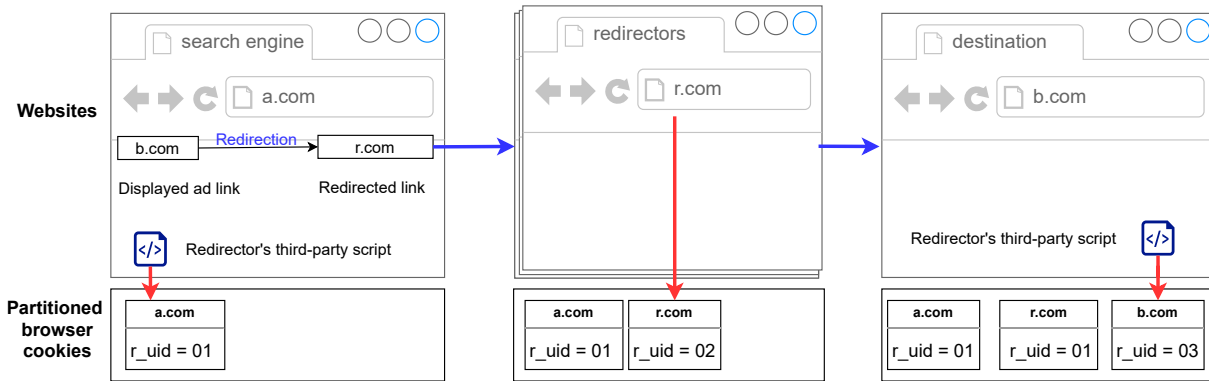 search engine
a.com
Websites
b.com
Redirection
r.com
Displayed ad link
Redirected link
</>
Redirector's third-party script
redirectors
r.com
destination
b.com
Redirector's third-party script
</>
Partitioned
browser
cookies
a.com
r_uid = 01
a.com
r.com
r_uid = 01
r_uid = 02
a.com
r.com
b.com
r_uid = 01
r_uid = 01
r_uid = 03